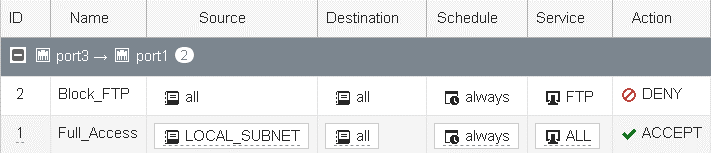 ID Name Source Destination Schedule Service Action
port3 → port1 2
2 Block_FTP all all always FTP DENY
1 Full_Access LOCAL_SUBNET all always ALL ACCEPT